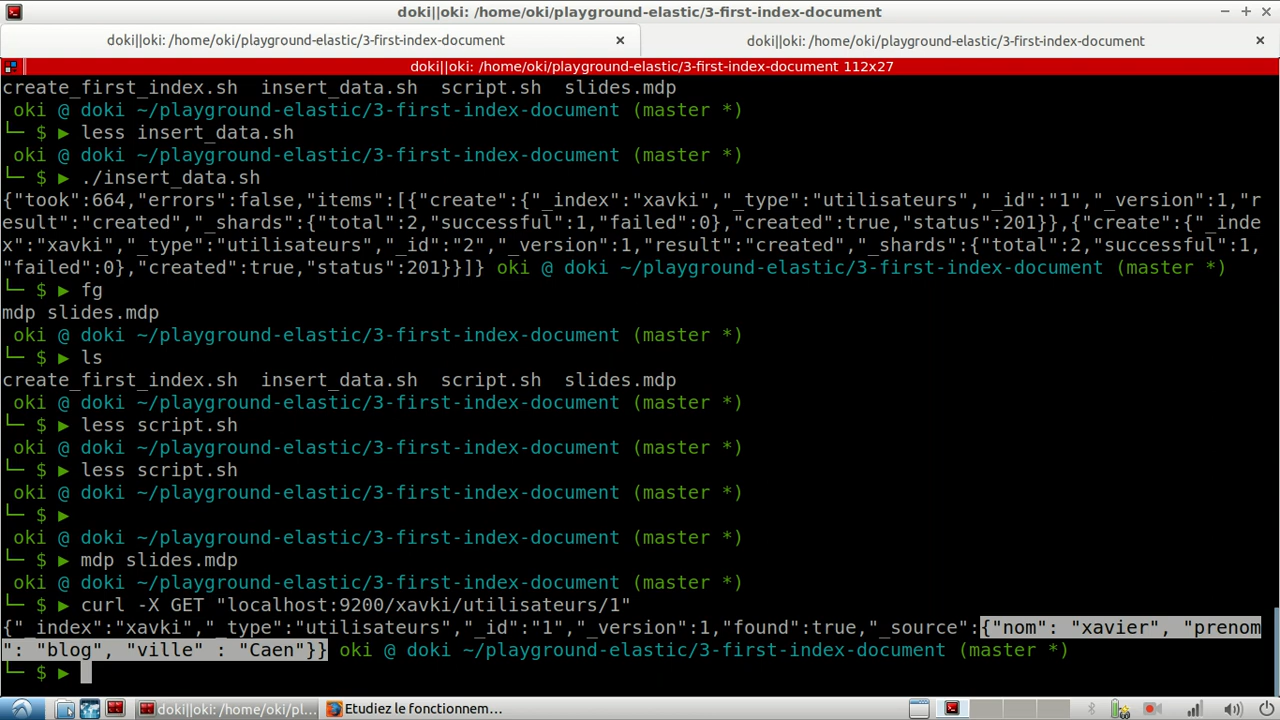 doki||oki: /home/oki/playground-elastic/3-first-index-document
doki||oki: /home/oki/playground-elastic/3-first-index-document
doki||oki: /home/oki/playground-elastic/3-first-index-document
doki||oki: /home/oki/playground-elastic/3-first-index-document 112x27
create_first_index.sh  insert_data.sh  script.sh  slides.mdp
oki @ doki ~/playground-elastic/3-first-index-document (master *)
└─ $ ▶ less insert_data.sh
oki @ doki ~/playground-elastic/3-first-index-document (master *)
└─ $ ▶ ./insert_data.sh
{"took":664,"errors":false,"items":[{"create":{"_index":"xavki","_type":"utilisateurs","_id":"1","_version":1,"r
esult":"created","_shards":{"total":2,"successful":1,"failed":0},"created":true,"status":201}},{"create":{"_inde
x":"xavki","_type":"utilisateurs","_id":"2","_version":1,"result":"created","_shards":{"total":2,"successful":1,
"failed":0},"created":true,"status":201}}]} oki @ doki ~/playground-elastic/3-first-index-document (master *)
└─ $ ▶ fg
mdp slides.mdp
oki @ doki ~/playground-elastic/3-first-index-document (master *)
└─ $ ▶ ls
create_first_index.sh  insert_data.sh  script.sh  slides.mdp
oki @ doki ~/playground-elastic/3-first-index-document (master *)
└─ $ ▶ less script.sh
oki @ doki ~/playground-elastic/3-first-index-document (master *)
└─ $ ▶ less script.sh
oki @ doki ~/playground-elastic/3-first-index-document (master *)
└─ $ ▶
oki @ doki ~/playground-elastic/3-first-index-document (master *)
└─ $ ▶ mdp slides.mdp
oki @ doki ~/playground-elastic/3-first-index-document (master *)
└─ $ ▶ curl -X GET "localhost:9200/xavki/utilisateurs/1"
{"_index":"xavki","_type":"utilisateurs","_id":"1","_version":1,"found":true,"_source":{"nom": "xavier", "prenom
": "blog", "ville" : "Caen"}} oki @ doki ~/playground-elastic/3-first-index-document (master *)
└─ $ ▶
doki||oki: /home/oki/pl...
Etudiez le fonctionnem...